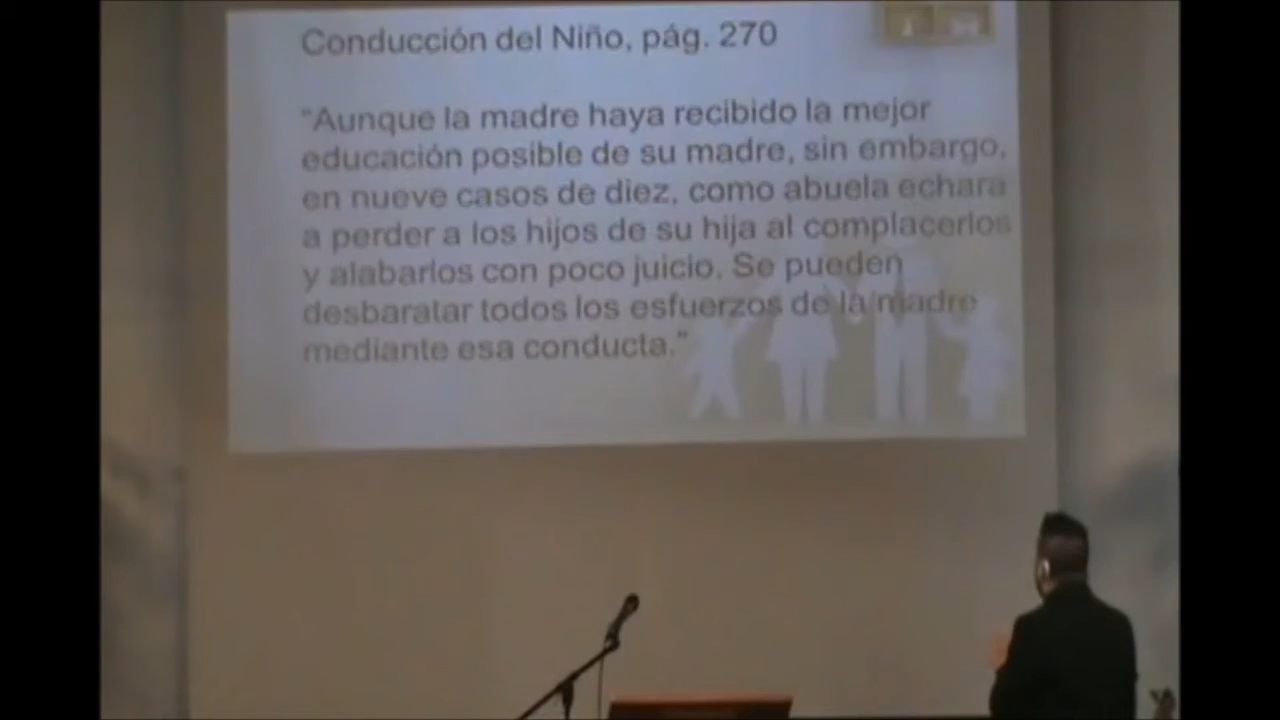 Conducción del Niño, pág. 270
"Aunque la madre haya recibido la mejor
educación posible de su madre, sin embargo,
en nueve casos de diez, como abuela echara
a perder a los hijos de su hija al complacerlos
y alabarlos con poco juicio. Se pueden
desbaratar todos los esfuerzos de la madre
mediante esa conducta."